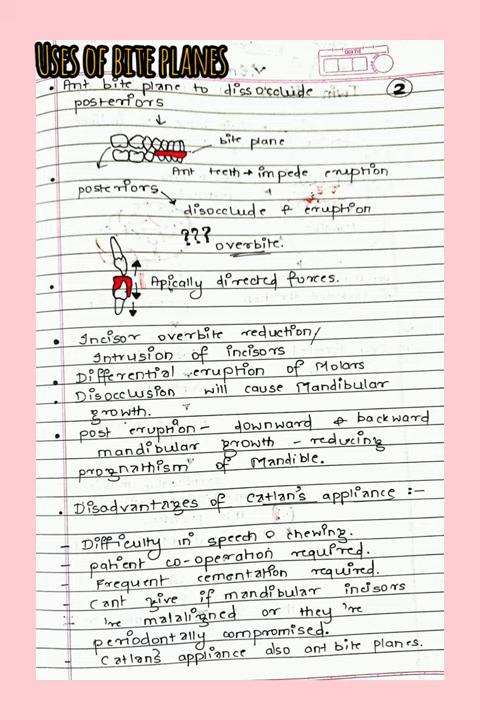 USES OF BITE PLANES
2
• Ant bite plane to dissocclude
posteriors
bite plane
• Ant teeth → impede eruption
posteriors → disocclude & eruption
??? overbite.
• Apically directed forces.
• Incisor overbite reduction/
Intrusion of incisors
• Differential eruption of Molars
• Disocclusion will cause Mandibular
growth.
• post eruption - downward & backward
mandibular growth - reducing
prognathism of Mandible.
• Disadvantages of Catlan's appliance :-
- Difficulty in speech & chewing.
- patient co-operation required.
- Frequent cementation required.
- Cant give if mandibular incisors
're malaligned or they 're
periodontally compromised.
- Catlan's appliance also ant bite planes.